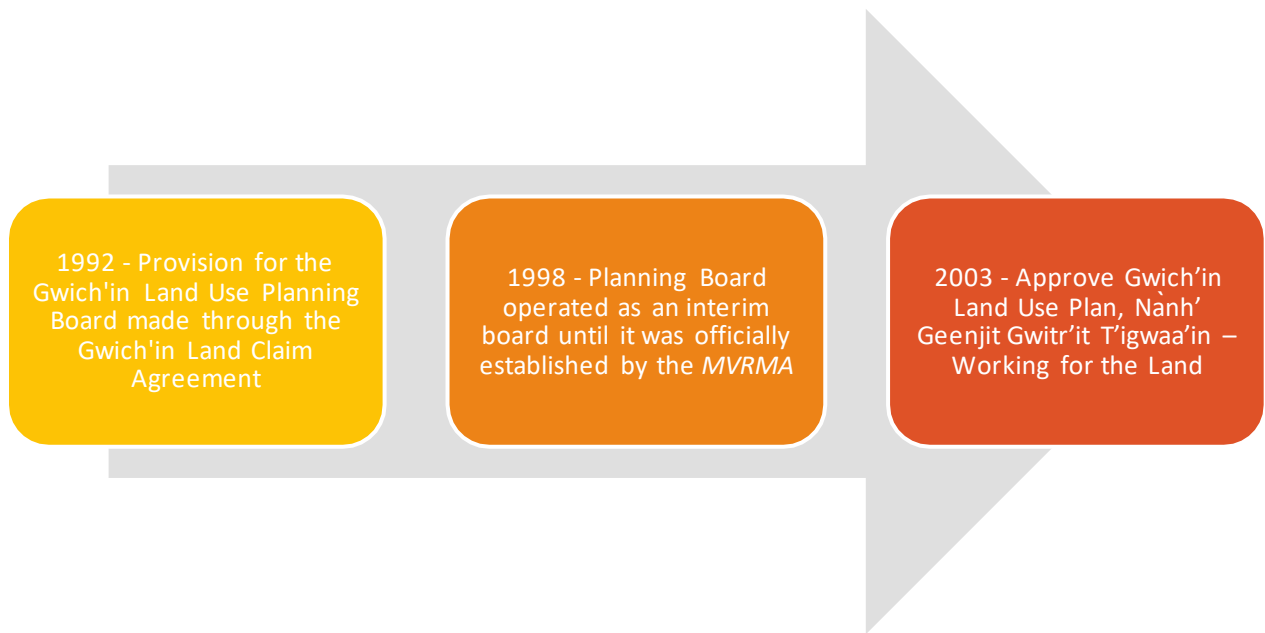 1992 - Provision for the
Gwich'in Land Use Planning
Board made through the
Gwich'in Land Claim
Agreement
1998 - Planning Board
operated as an interim
board until it was officially
established by the MVRMA
2003 - Approve Gwich’in
Land Use Plan, Nành’
Geenjit Gwitr’it T’igwaa’in –
Working for the Land